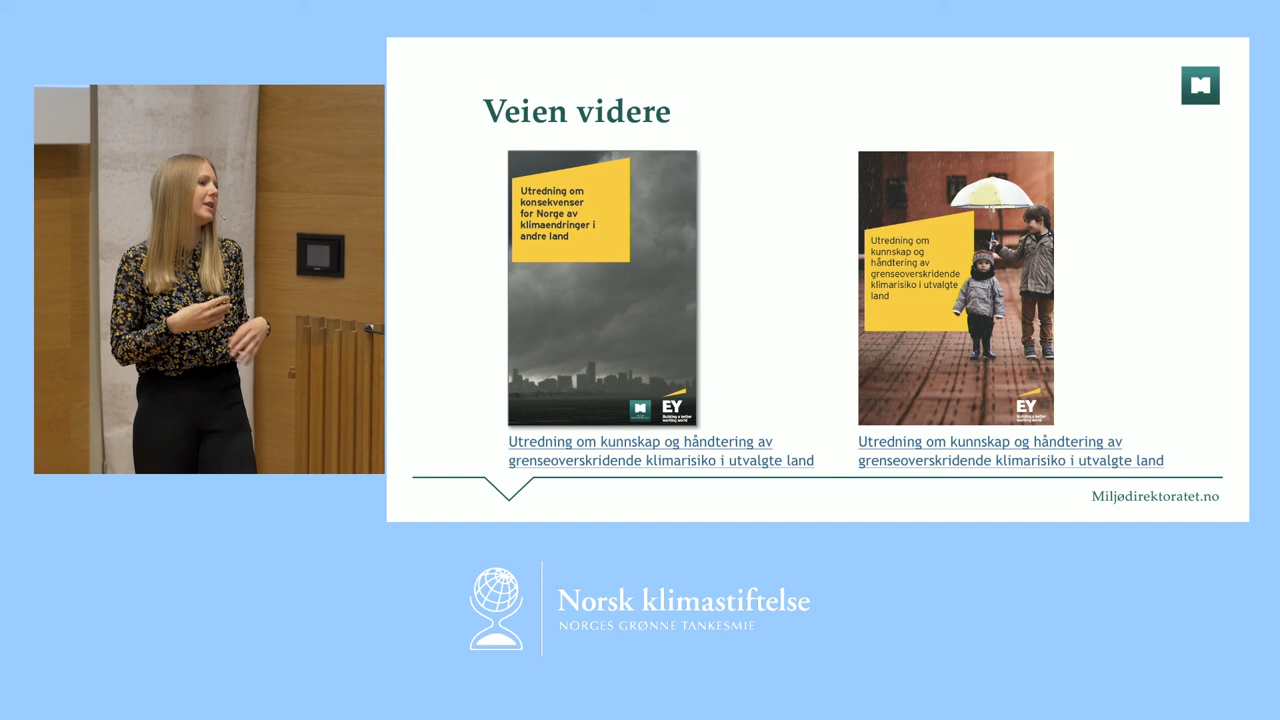 Veien videre
Utredning om
konsekvenser
for Norge av
klimaendringer i
andre land
EY
Building a better
working world
Utredning om
kunnskap og
håndtering av
grenseoverskridende
klimarisiko i utvalgte
land
EY
Building a better
working world
Utredning om kunnskap og håndtering av
grenseoverskridende klimarisiko i utvalgte land
Utredning om kunnskap og håndtering av
grenseoverskridende klimarisiko i utvalgte land
Miljødirektoratet.no
Norsk klimastiftelse
NORGES GRØNNE TANKESMIE